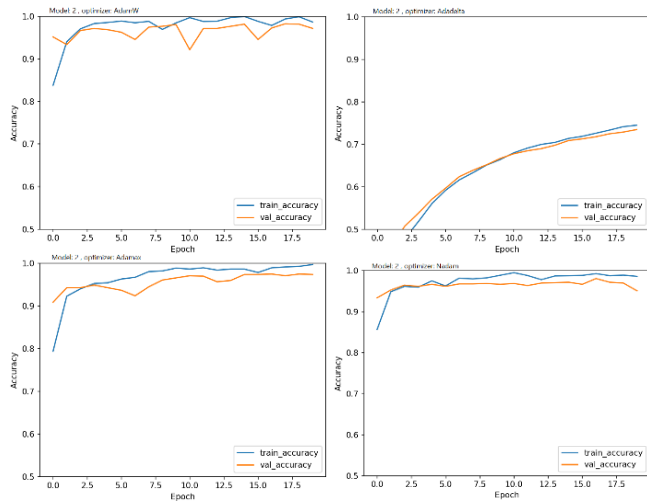 Model: 2 , optimizer: AdamW
1.0
0.9
0.8
0.7
0.6
0.5
Accuracy
0.0 2.5 5.0 7.5 10.0 12.5 15.0 17.5
Epoch
train_accuracy
val_accuracy
Model: 2 , optimizer: Adadelta
1.0
0.9
0.8
0.7
0.6
0.5
Accuracy
0.0 2.5 5.0 7.5 10.0 12.5 15.0 17.5
Epoch
train_accuracy
val_accuracy
Model: 2 , optimizer: Adamax
1.0
0.9
0.8
0.7
0.6
0.5
Accuracy
0.0 2.5 5.0 7.5 10.0 12.5 15.0 17.5
Epoch
train_accuracy
val_accuracy
Model: 2 , optimizer: Nadam
1.0
0.9
0.8
0.7
0.6
0.5
Accuracy
0.0 2.5 5.0 7.5 10.0 12.5 15.0 17.5
Epoch
train_accuracy
val_accuracy